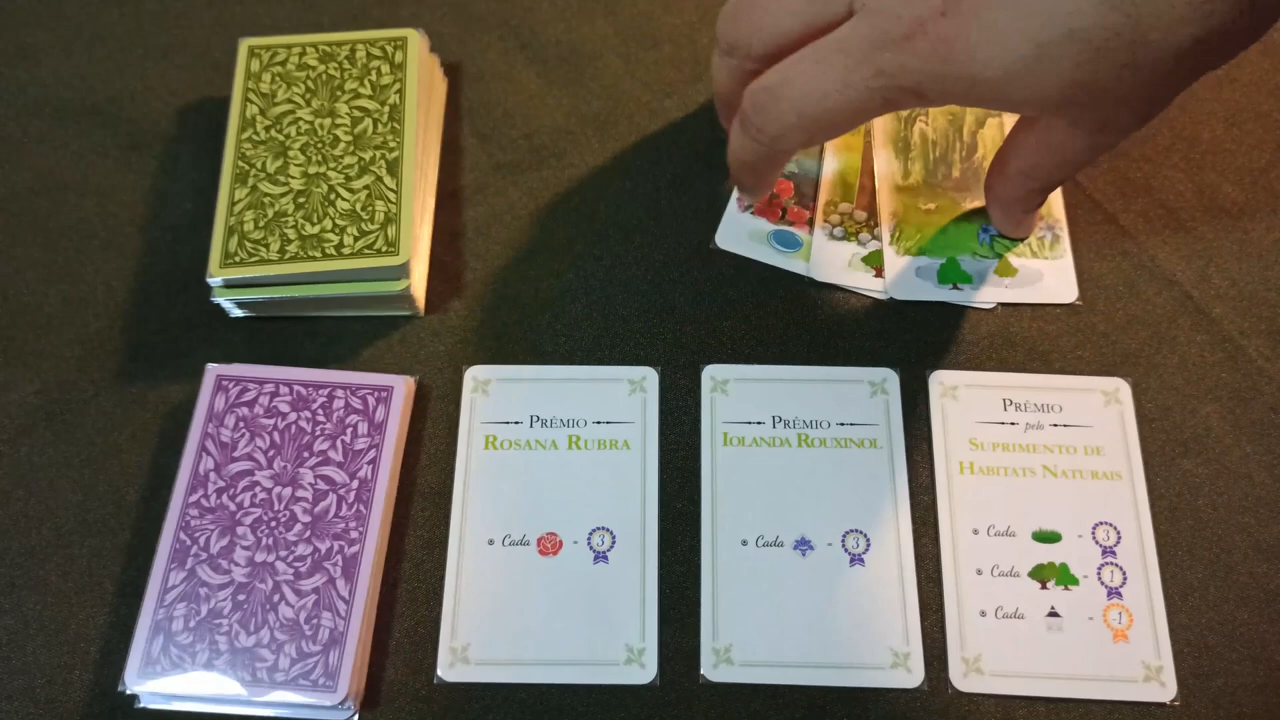 PRÊMIO
ROSANA RUBRA
Cada = 3
PRÊMIO
IOLANDA ROUXINOL
Cada = 3
PRÊMIO
pelo
SUPRIMENTO DE
HABITATS NATURAIS
Cada = 3
Cada = 1
Cada = -1